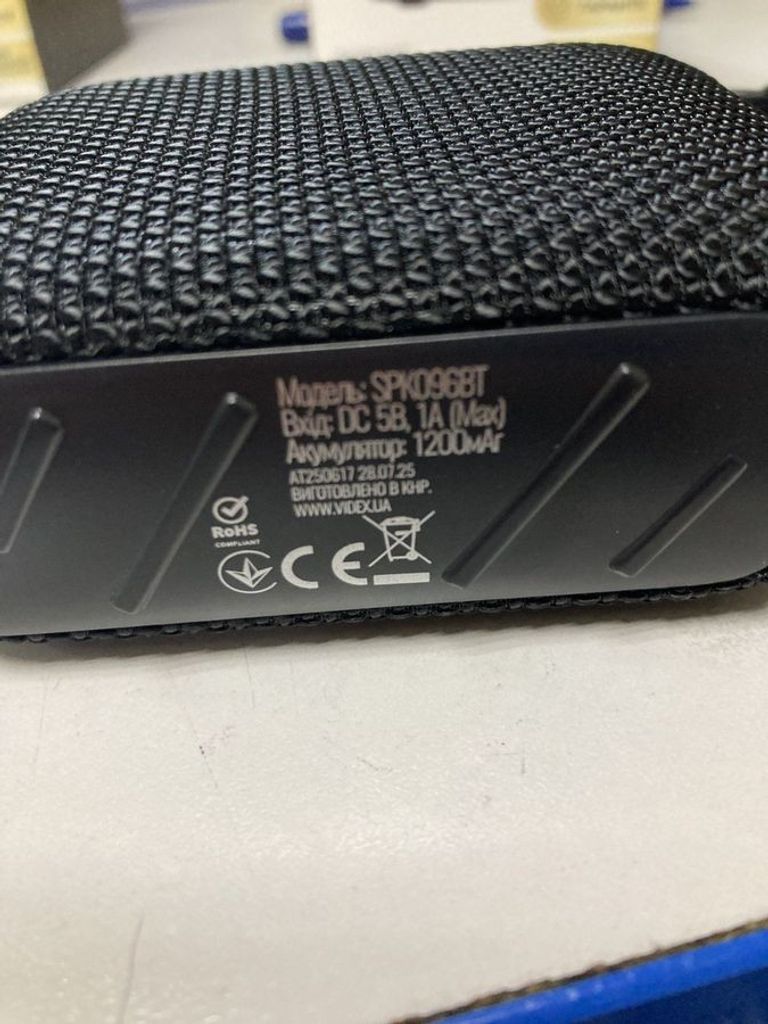 Модель: SPK096BT
Вхід: DC 5В, 1А (Max)
Акумулятор: 1200мАг
AT250617 28.07.25
ВИГОТОВЛЕНО В КНР.
WWW.VIDEX.UA
RoHS
COMPLIANT
CE